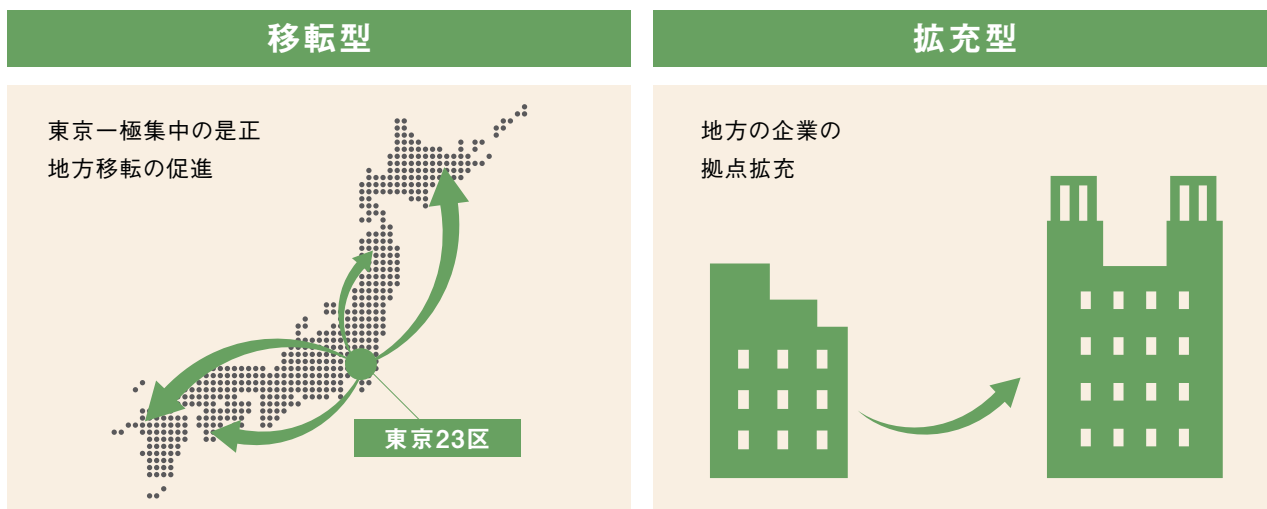 移転型
東京一極集中の是正
地方移転の促進
東京23区
拡充型
地方の企業の
拠点拡充